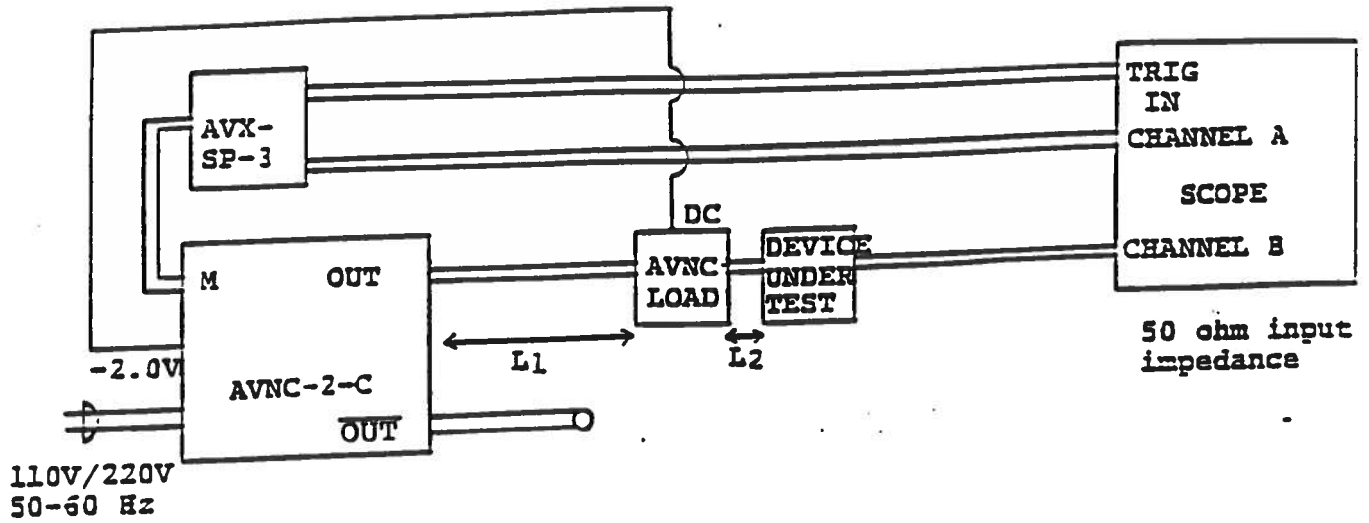 AVX-
SP-3
TRIG
IN
CHANNEL A
SCOPE
CHANNEL B
50 ohm input
impedance
DC
AVNC
LOAD
DEVICE
UNDER
TEST
M
OUT
L1
L2
-2.0V
AVNC-2-C
OUT
110V/220V
50-60 Hz